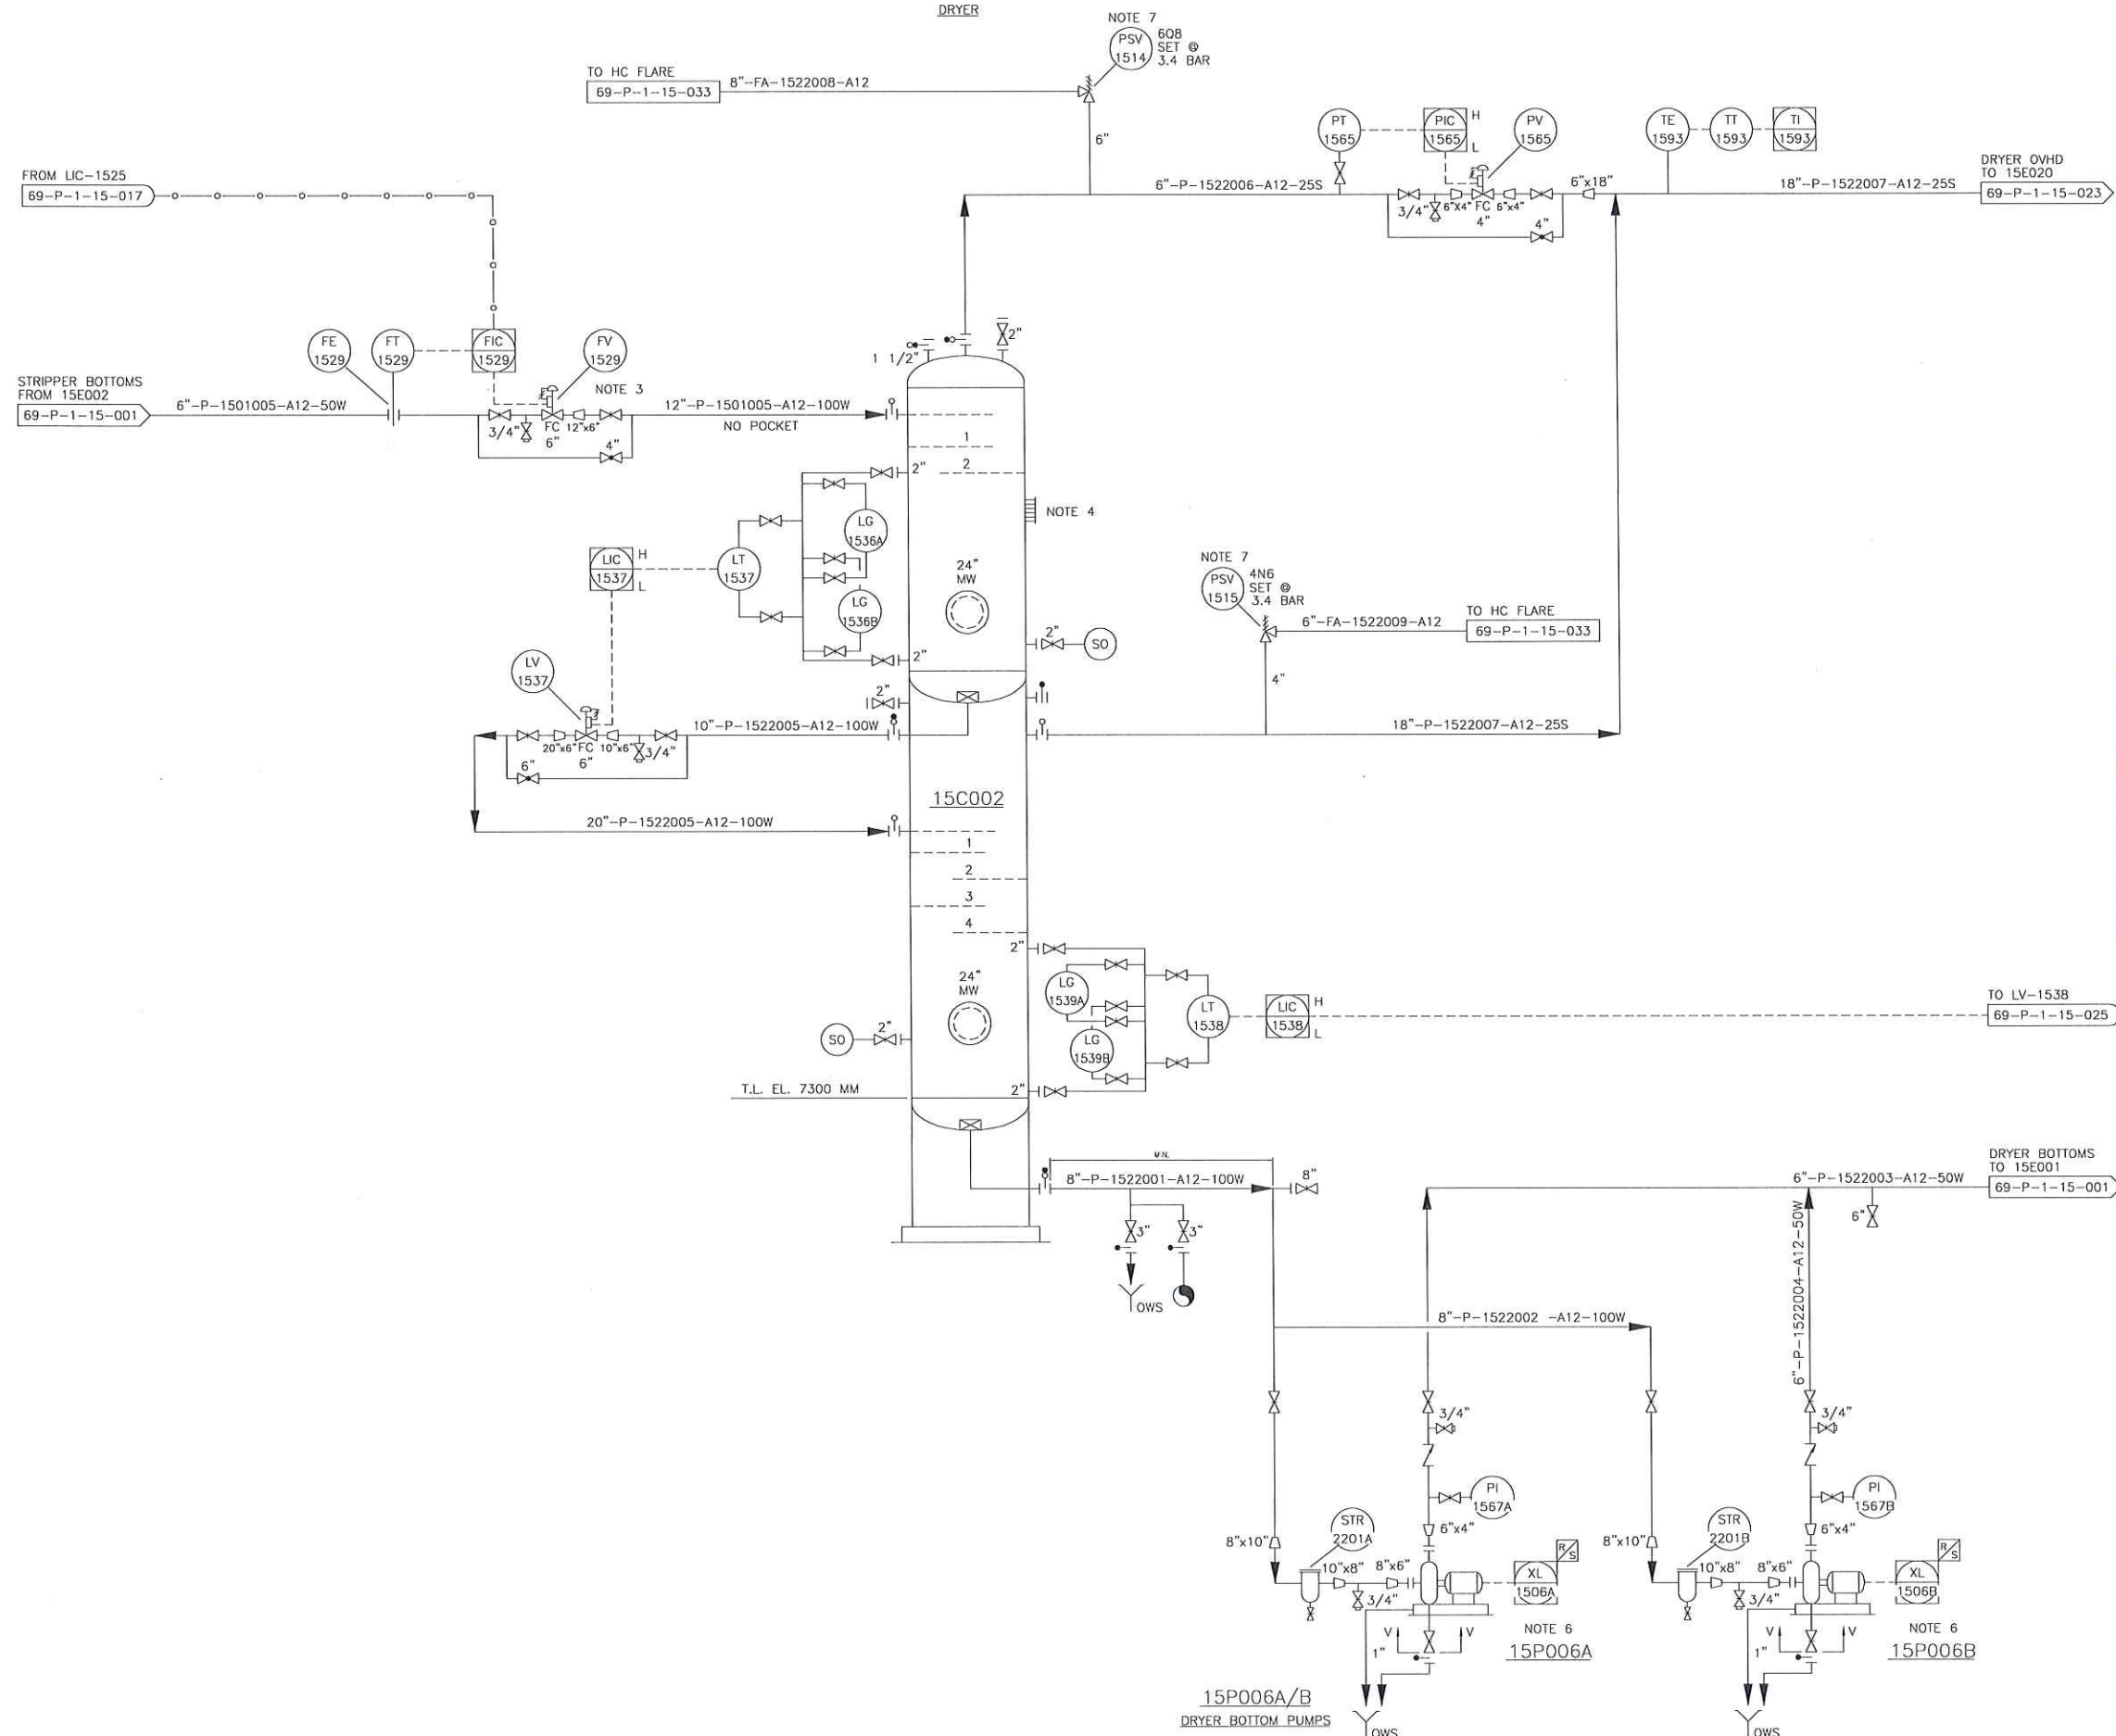 DRYER
NOTE 7
PSV
1514
6Q8
SET @
3.4 BAR
TO HC FLARE
69-P-1-15-033
8"-FA-1522008-A12
6"
PT
1565
PIC
1565
H
L
PV
1565
TE
1593
TT
1593
TI
1593
FROM LIC-1525
69-P-1-15-017
6"-P-1522006-A12-25S
3/4"
6"X4"
FC
6"x4"
4"
4"
6"x18"
18"-P-1522007-A12-25S
DRYER OVHD
TO 15E020
69-P-1-15-023
FE
1529
FT
1529
FIC
1529
FV
1529
NOTE 3
1 1/2"
2"
STRIPPER BOTTOMS
FROM 15E002
69-P-1-15-001
6"-P-1501005-A12-50W
3/4"
FC
12"x6"
6"
4"
12"-P-1501005-A12-100W
NO POCKET
1
2
2"
NOTE 4
LG
1536A
LIC
1537
H
L
LT
1537
LG
1536B
24"
MW
2"
SO
2"
NOTE 7
PSV
1515
4N6
SET @
3.4 BAR
6"-FA-1522009-A12
TO HC FLARE
69-P-1-15-033
4"
LV
1537
2"
10"-P-1522005-A12-100W
20"x6"
FC
10"x6"
3/4"
6"
6"
18"-P-1522007-A12-25S
15C002
20"-P-1522005-A12-100W
1
2
3
4
2"
24"
MW
LG
1539A
LG
1539B
LT
1538
LIC
1538
H
L
TO LV-1538
69-P-1-15-025
SO
2"
T.L. EL. 7300 MM
2"
MIN.
8"-P-1522001-A12-100W
8"
3"
3"
OWS
6"-P-1522003-A12-50W
DRYER BOTTOMS
TO 15E001
69-P-1-15-001
6"
6"-P-1522004-A12-50W
8"-P-1522002 -A12-100W
3/4"
3/4"
PI
1567A
PI
1567B
8"x10"
STR
2201A
6"x4"
10"x8"
8"x6"
3/4"
R/S
XL
1506A
8"x10"
STR
2201B
6"x4"
10"x8"
8"x6"
3/4"
R/S
XL
1506B
V
V
1"
NOTE 6
15P006A
V
V
1"
NOTE 6
15P006B
15P006A/B
DRYER BOTTOM PUMPS
OWS
OWS